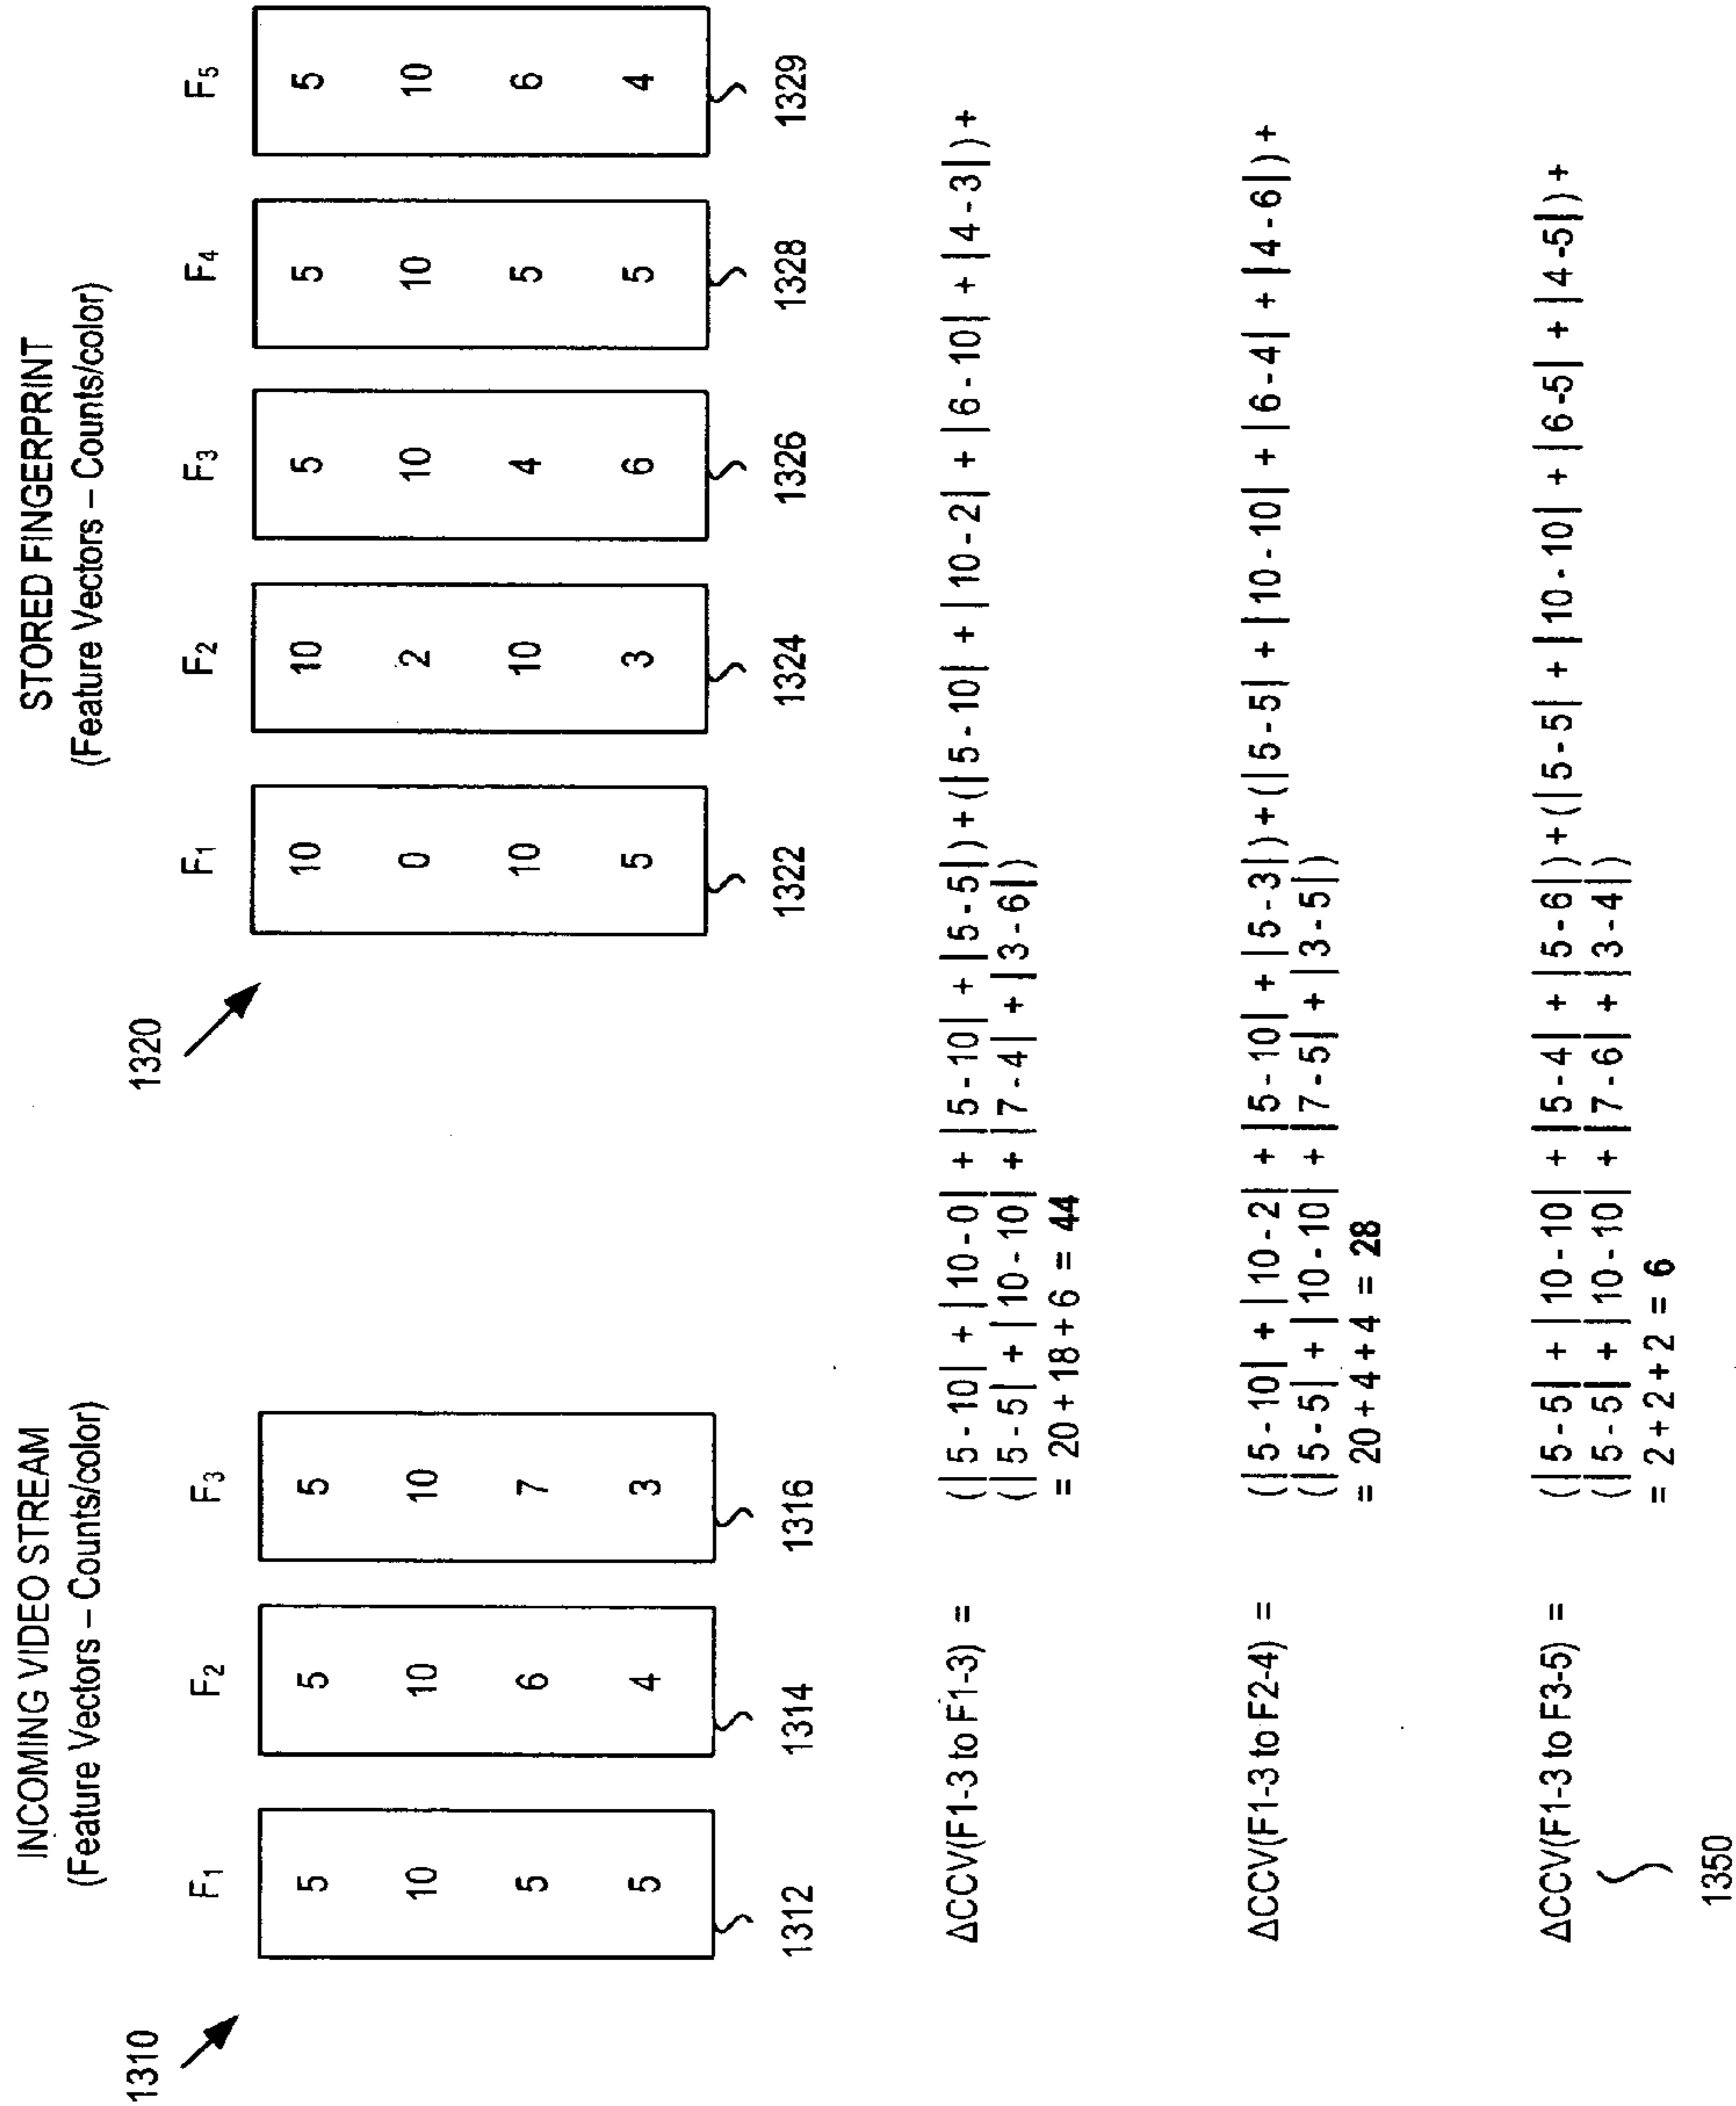 INCOMING VIDEO STREAM
(Feature Vectors – Counts/color)
1310
F1 F2 F3
5 5 5
10 10 10
5 6 7
5 4 3
1312 1314 1316
STORED FINGERPRINT
(Feature Vectors – Counts/color)
1320
F1 F2 F3 F4 F5
10 10 5 5 5
0 2 10 10 10
10 10 4 5 6
5 3 6 5 4
1322 1324 1326 1328 1329
ΔCCV(F1-3 to F1-3) = (|5-10| + |10-0| + |5-10| + |5-5|) + (|5-10| + |10-2| + |6-10| + |4-3|) +
(|5-5| + |10-10| + |7-4| + |3-6|)
= 20 + 18 + 6 = 44
ΔCCV(F1-3 to F2-4) = (|5-10| + |10-2| + |5-10| + |5-3|) + (|5-5| + |10-10| + |6-4| + |4-6|) +
(|5-5| + |10-10| + |7-5| + |3-5|)
= 20 + 4 + 4 = 28
ΔCCV(F1-3 to F3-5) = (|5-5| + |10-10| + |5-4| + |5-6|) + (|5-5| + |10-10| + |6-5| + |4-5|) +
(|5-5| + |10-10| + |7-6| + |3-4|)
= 2 + 2 + 2 = 6
1350